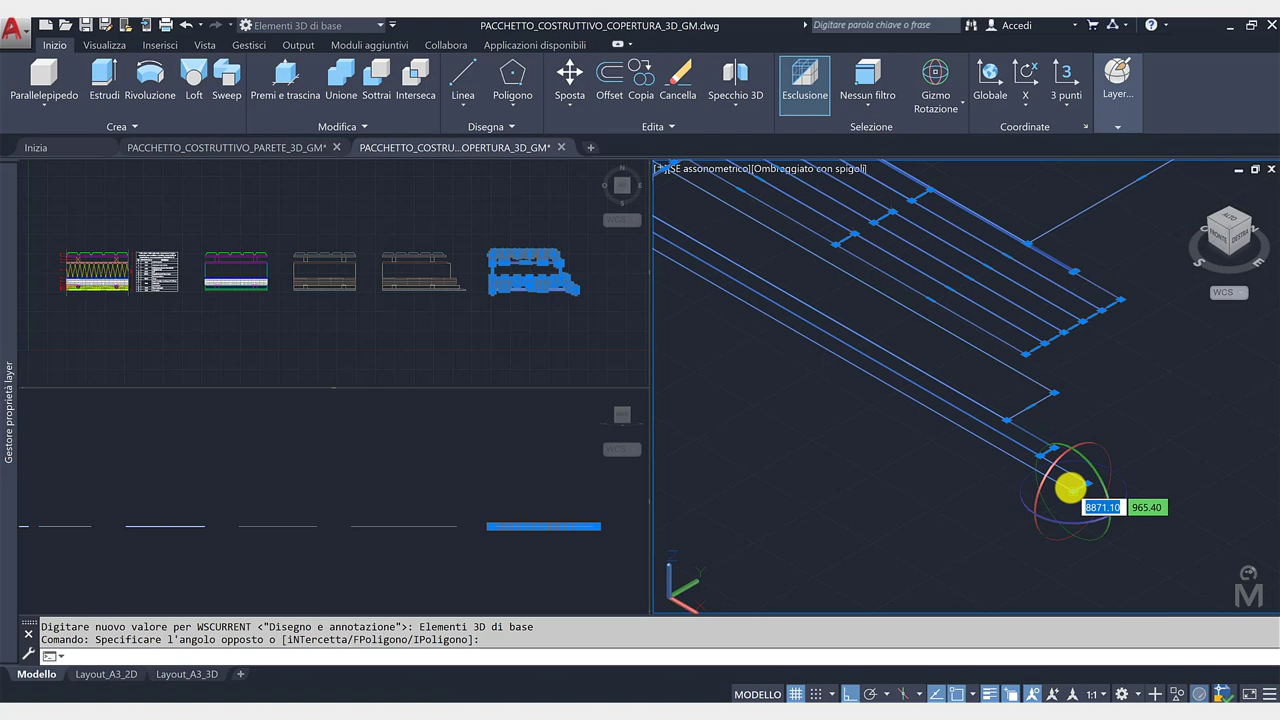 Elementi 3D di base
PACCHETTO_COSTRUTTIVO_COPERTURA_3D_GM.dwg
Digitare parola chiave o frase
Accedi
Inizio
Visualizza
Inserisci
Vista
Gestisci
Output
Moduli aggiuntivi
Collabora
Applicazioni disponibili
Parallelepipedo
Estrudi
Rivoluzione
Loft
Sweep
Premi e trascina
Unione
Sottrai
Interseca
Linea
Poligono
Sposta
Offset
Copia
Cancella
Specchio 3D
Esclusione
Nessun filtro
Gizmo
Rotazione
Globale
X
3 punti
Layer...
Crea
Modifica
Disegna
Edita
Selezione
Coordinate
Inizia
PACCHETTO_COSTRUTTIVO_PARETE_3D_GM*
PACCHETTO_COSTRU...OPERTURA_3D_GM*
[+][SE assonometrico][Ombreggiato con spigoli]
N
O
E
S
WCS
ALTO
FRONTE
DESTRA
S
E
WCS
WCS
Gestore proprietà layer
8871.10
965.40
Z
Y
X
M
Digitare nuovo valore per WSCURRENT <"Disegno e annotazione">: Elementi 3D di base
Comando: Specificare l'angolo opposto o [iNTercetta/FPoligono/IPoligono]:
Modello
Layout_A3_2D
Layout_A3_3D
MODELLO
1:1